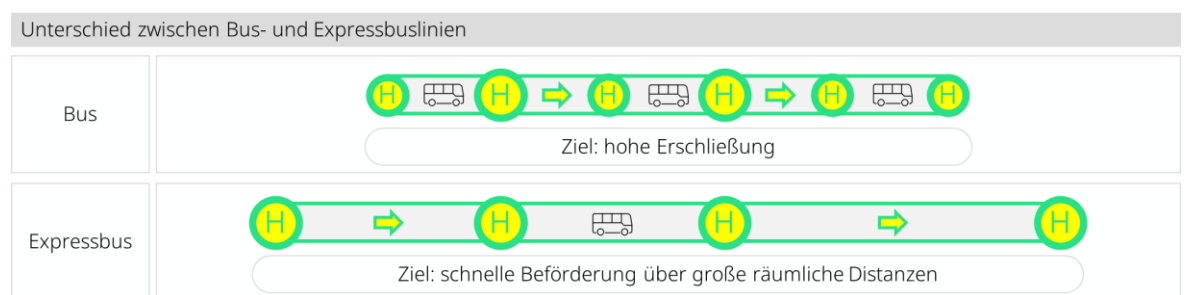 Unterschied zwischen Bus- und Expressbuslinien
Bus
H H H H H H
Ziel: hohe Erschließung
Expressbus
H H H H
Ziel: schnelle Beförderung über große räumliche Distanzen